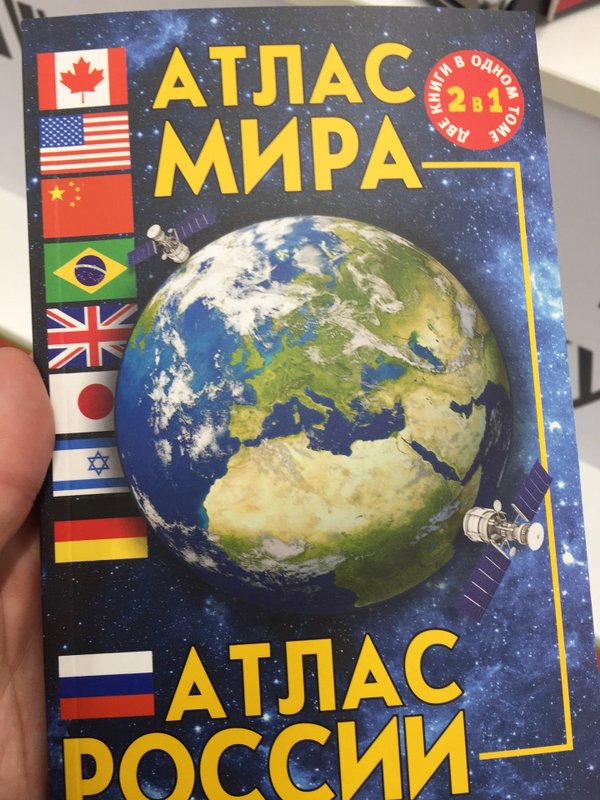 АТЛАС
МИРА
ДВЕ КНИГИ В ОДНОМ ТОМЕ
2 В 1
АТЛАС
РОССИИ